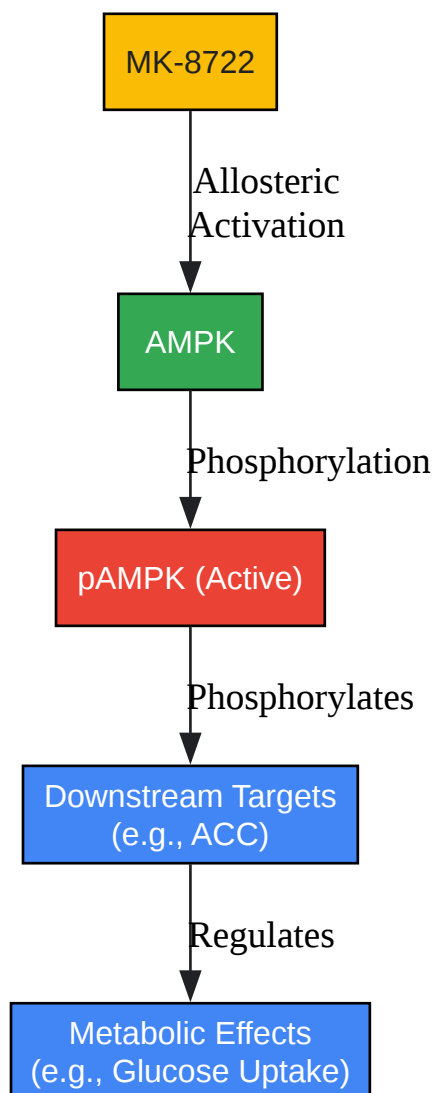 MK-8722
Allosteric
Activation
AMPK
Phosphorylation
pAMPK (Active)
Phosphorylates
Downstream Targets
(e.g., ACC)
Regulates
Metabolic Effects
(e.g., Glucose Uptake)